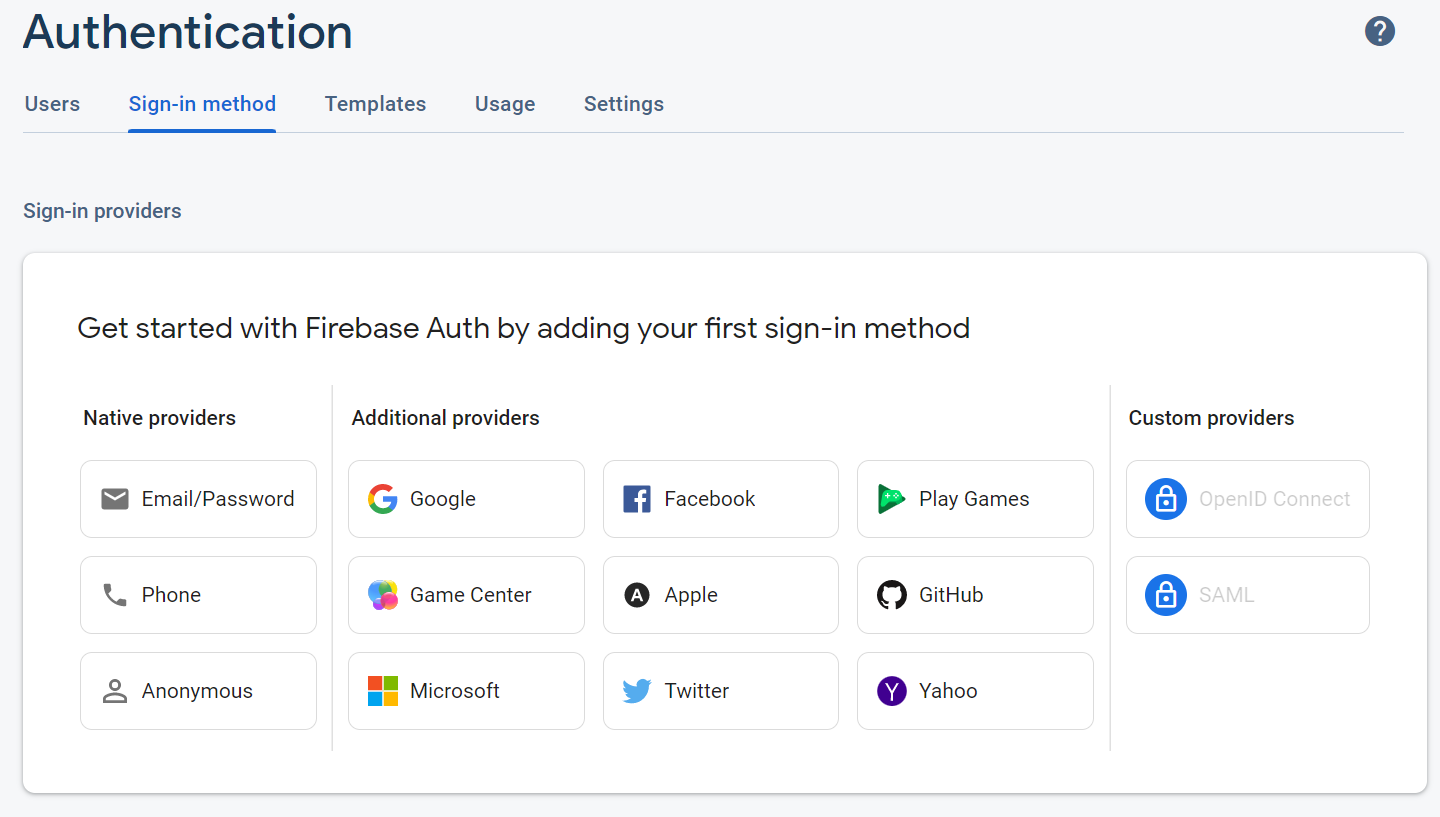 Authentication
?
Users Sign-in method Templates Usage Settings
Sign-in providers
Get started with Firebase Auth by adding your first sign-in method
Native providers Additional providers Custom providers
Email/Password Google Facebook Play Games OpenID Connect
Phone Game Center A Apple GitHub SAML
Anonymous Microsoft Twitter Y Yahoo